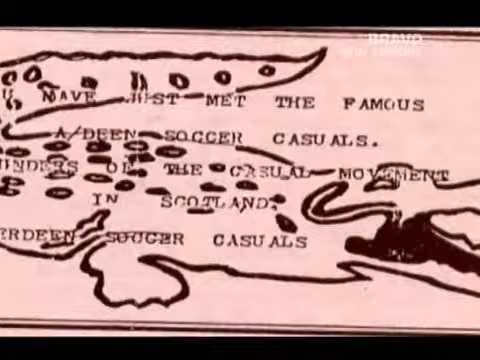 BRAVO
U HAVE JUST MET THE FAMOUS
A/DEEN SOCCER CASUALS.
UNDERS OF THE CASUAL MOVEMENT
IN SCOTLAND.
ERDEEN SOCCER CASUALS